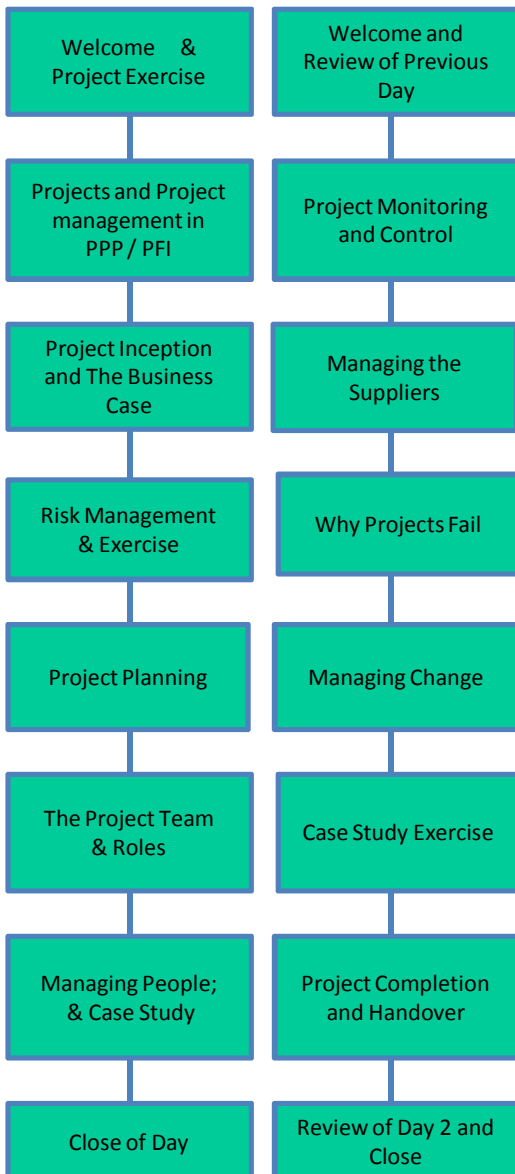 Welcome &
Project Exercise
Projects and Project
management in
PPP / PFI
Project Inception
and The Business
Case
Risk Management
& Exercise
Project Planning
The Project Team
& Roles
Managing People;
& Case Study
Close of Day
Welcome and
Review of Previous
Day
Project Monitoring
and Control
Managing the
Suppliers
Why Projects Fail
Managing Change
Case Study Exercise
Project Completion
and Handover
Review of Day 2 and
Close